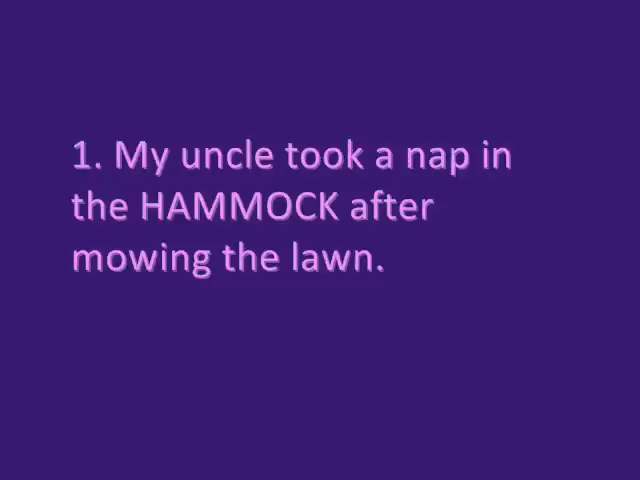 1. My uncle took a nap in
the HAMMOCK after
mowing the lawn.